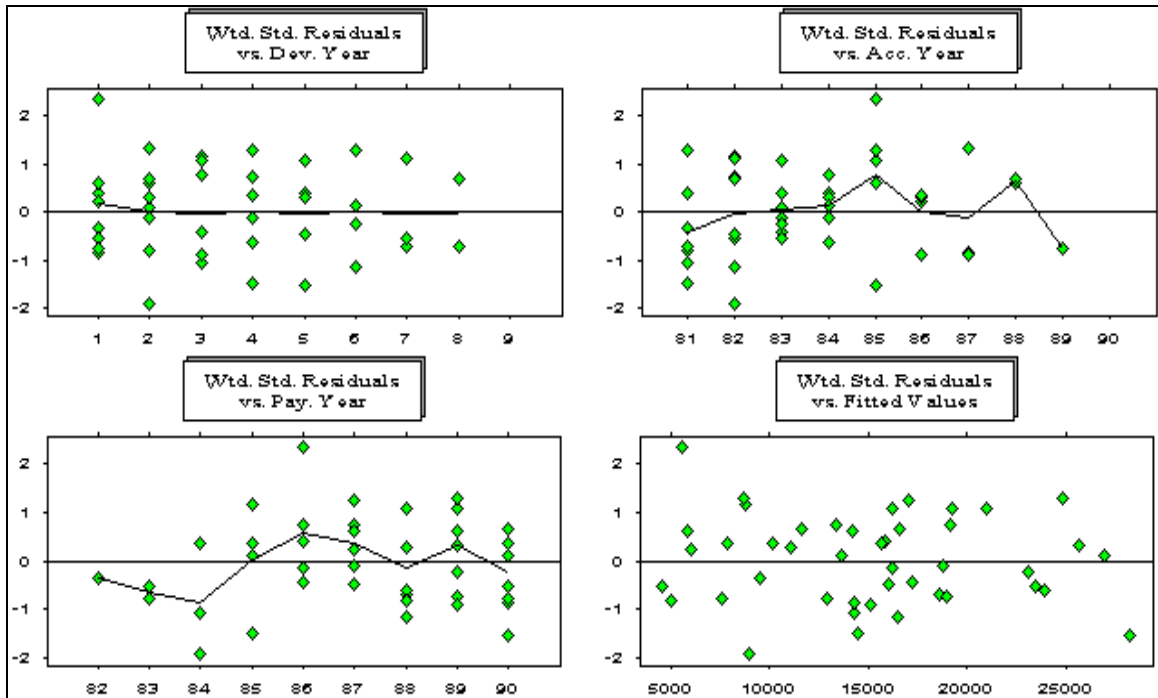 Wtd. Std. Residuals
vs. Dev. Year
2
1
0
-1
-2
1 2 3 4 5 6 7 8 9
Wtd. Std. Residuals
vs. Acc. Year
2
1
0
-1
-2
81 82 83 84 85 86 87 88 89 90
Wtd. Std. Residuals
vs. Pay. Year
2
1
0
-1
-2
82 83 84 85 86 87 88 89 90
Wtd. Std. Residuals
vs. Fitted Values
2
1
0
-1
-2
5000 10000 15000 20000 25000